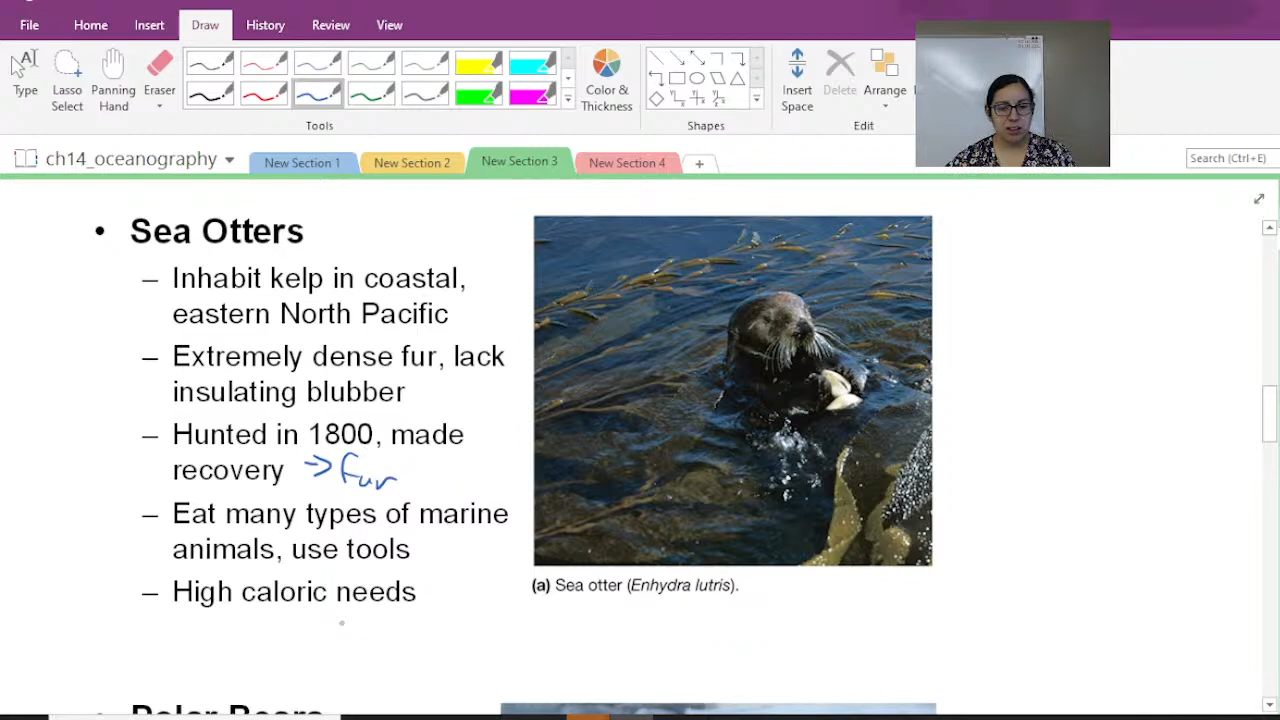 File Home Insert Draw History Review View
Type
Lasso Select
Panning Hand
Eraser
Color & Thickness
Insert Space
Delete
Arrange
Tools
Shapes
Edit
ch14_oceanography
New Section 1
New Section 2
New Section 3
New Section 4
Search (Ctrl+E)
• Sea Otters
– Inhabit kelp in coastal,
eastern North Pacific
– Extremely dense fur, lack
insulating blubber
– Hunted in 1800, made
recovery → fur
– Eat many types of marine
animals, use tools
– High caloric needs
(a) Sea otter (Enhydra lutris).
Polar Bears